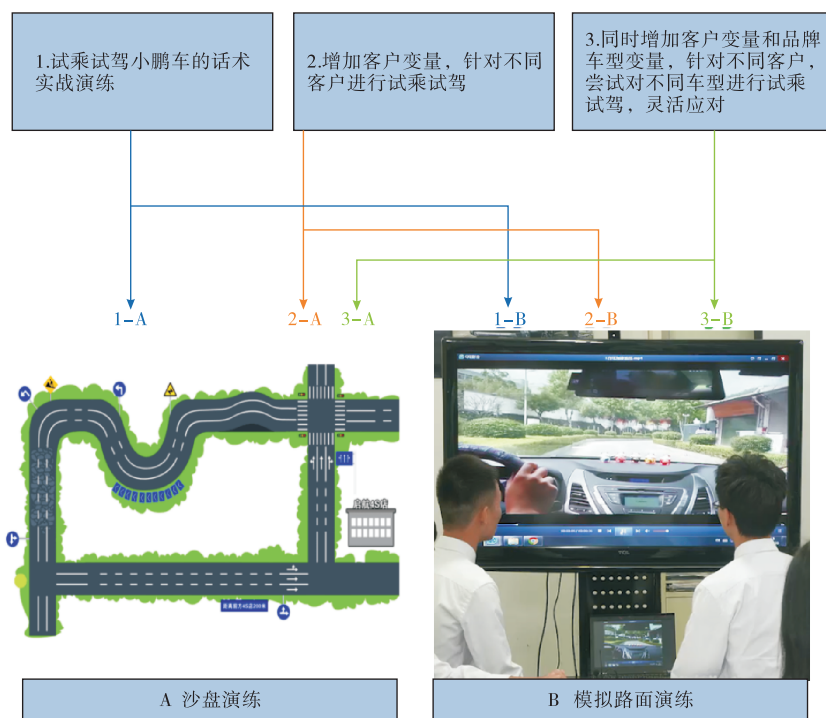 1.试乘试驾小鹏车的话术
实战演练
2.增加客户变量，针对不同
客户进行试乘试驾
3.同时增加客户变量和品牌
车型变量，针对不同客户，
尝试对不同车型进行试乘
试驾，灵活应对
1-A
2-A
3-A
1-B
2-B
3-B
TCL
A 沙盘演练
B 模拟路面演练